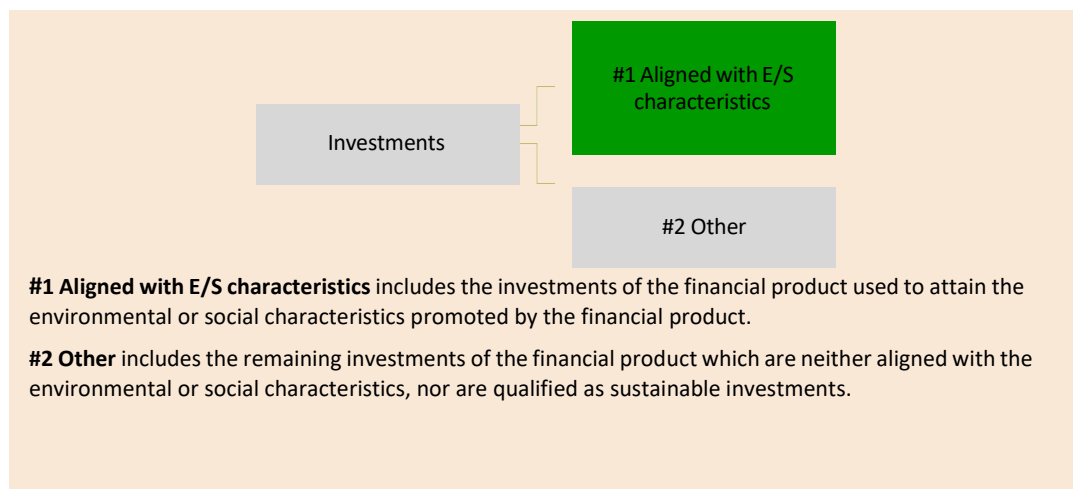 #1 Aligned with E/S
characteristics
Investments
#2 Other
#1 Aligned with E/S characteristics includes the investments of the financial product used to attain the
environmental or social characteristics promoted by the financial product.
#2 Other includes the remaining investments of the financial product which are neither aligned with the
environmental or social characteristics, nor are qualified as sustainable investments.